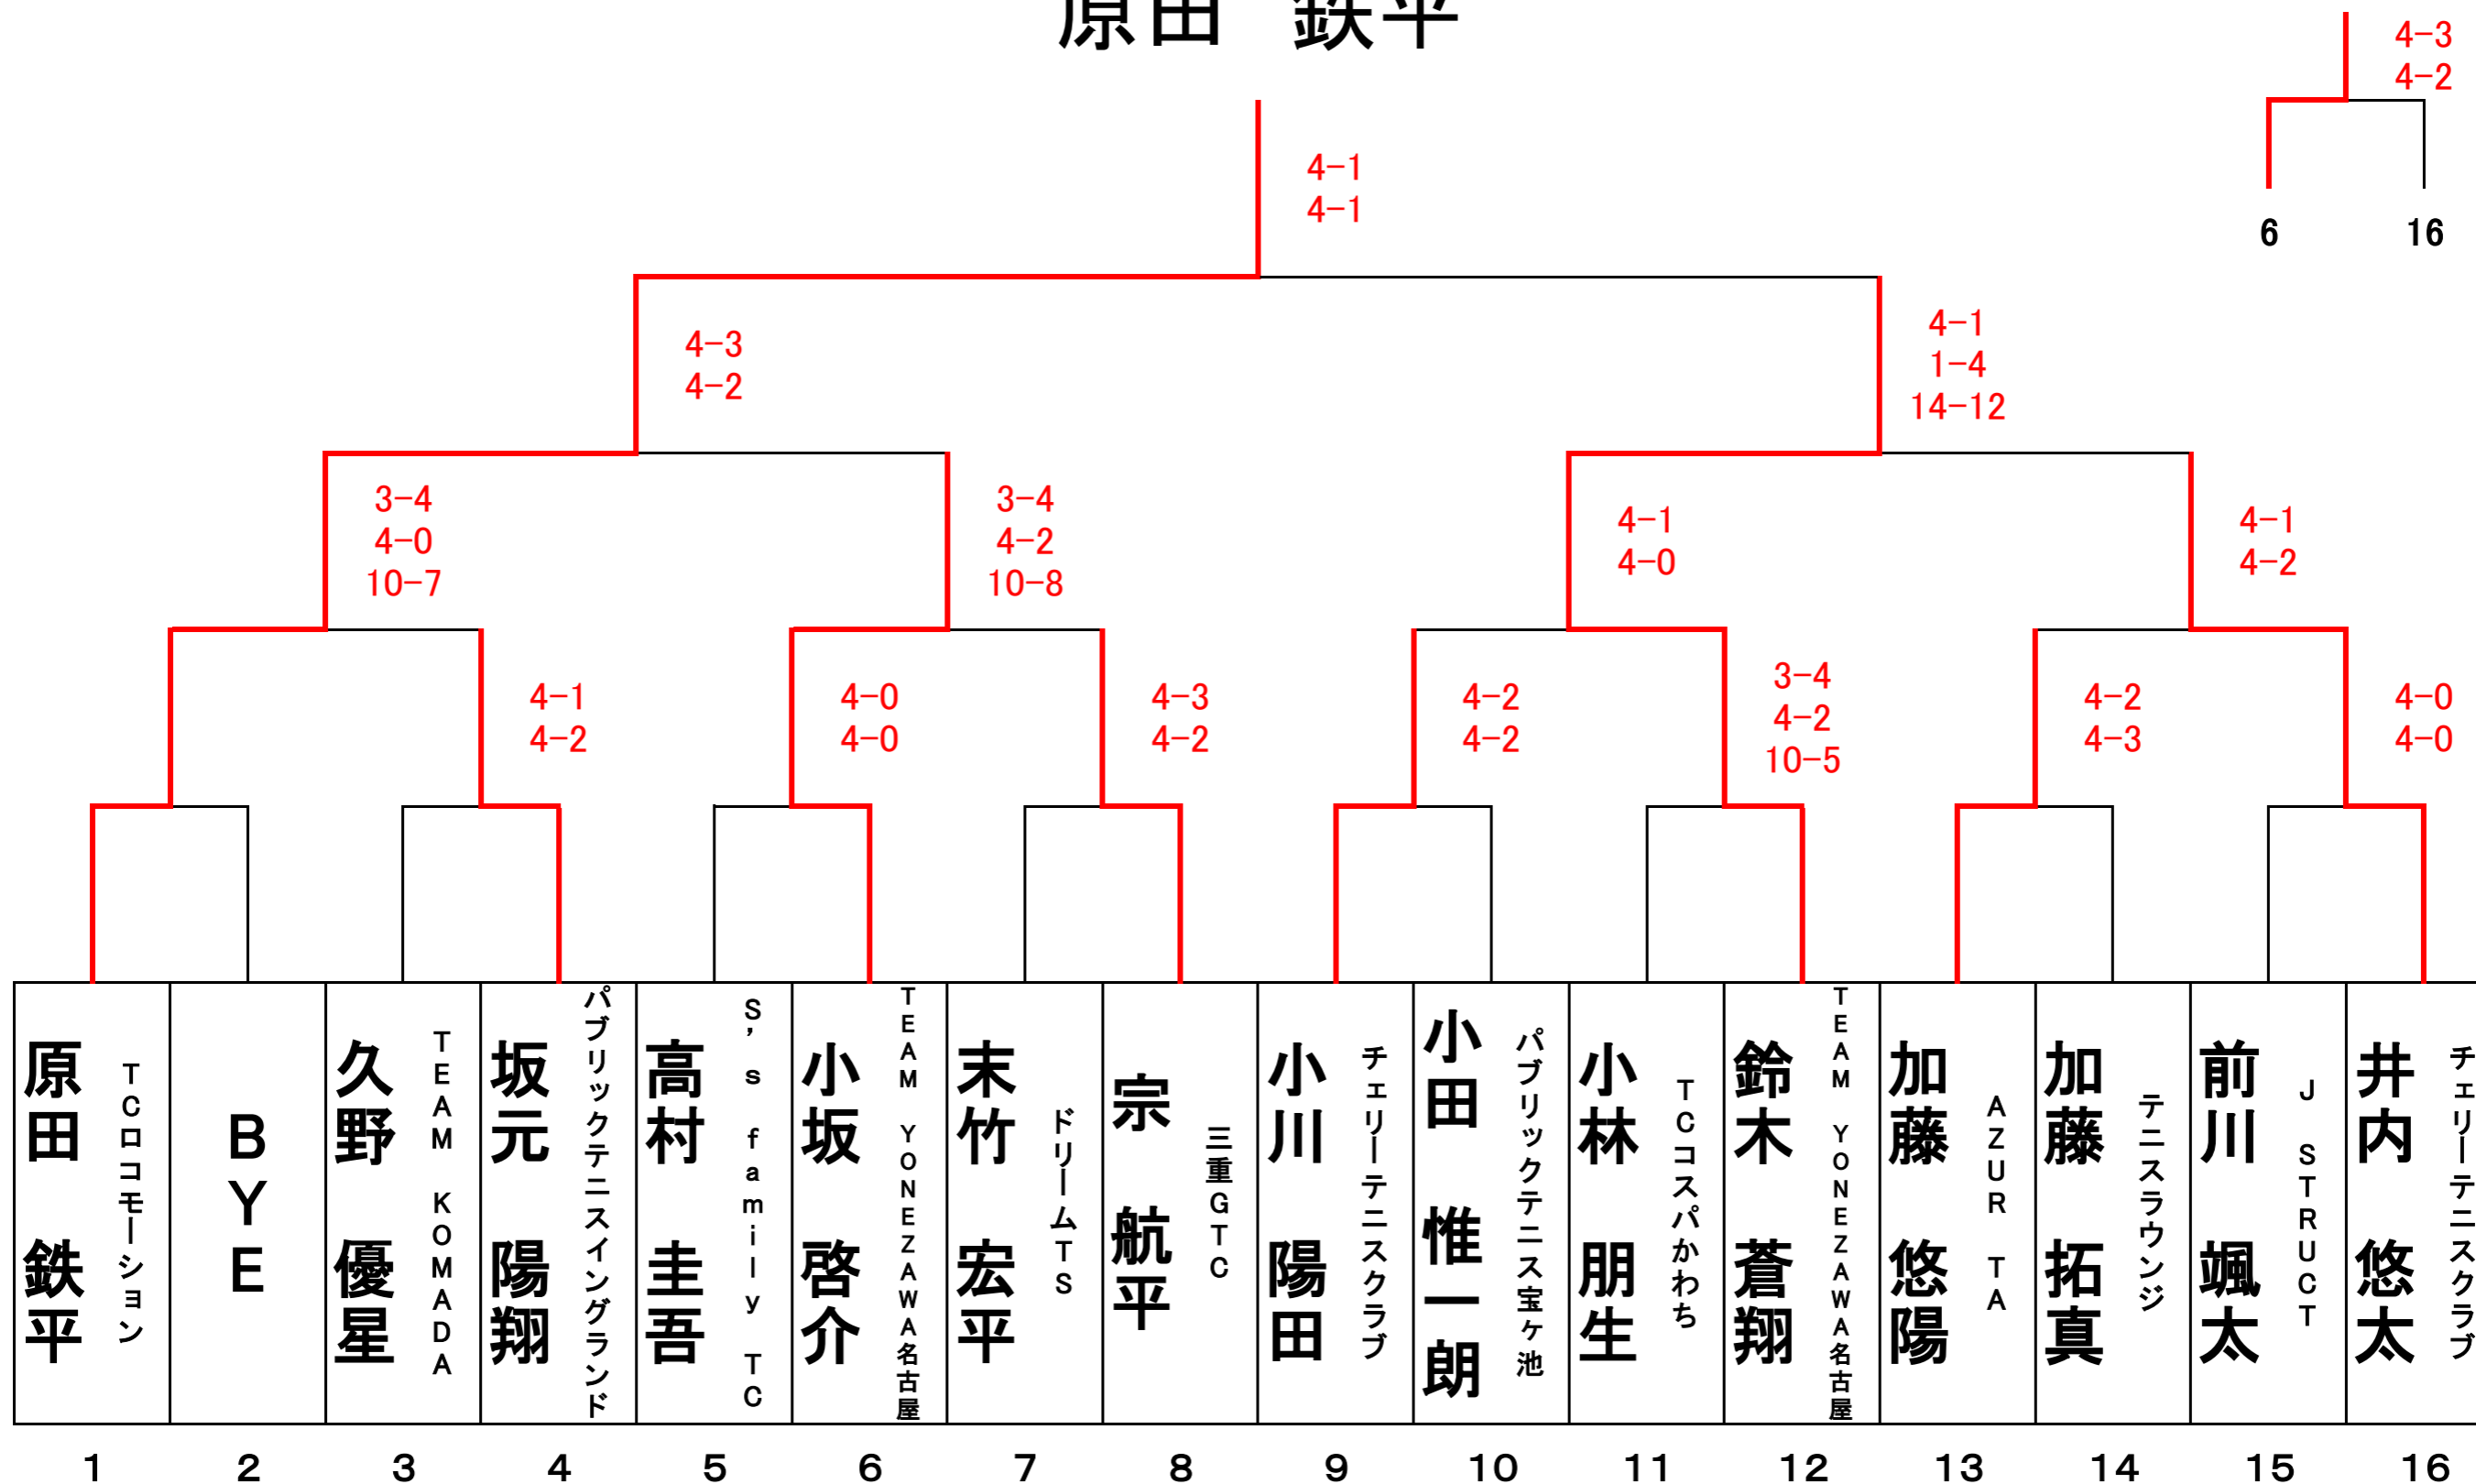 原田 鉄平
4-3
4-2
6 16
4-1
4-1
4-3
4-2
4-1
1-4
14-12
3-4
4-0
10-7
3-4
4-2
10-8
4-1
4-0
4-1
4-2
4-1
4-2
4-0
4-0
4-3
4-2
4-2
4-2
3-4
4-2
10-5
4-2
4-3
4-0
4-0
原田 鉄平
TCロコモーション
BYE
久野 優星
TEAM KOMADA
坂元 陽翔
パブリックテニスイングランド
高村 圭吾
S’s family TC
小坂 啓介
TEAM YONEZAWA名古屋
末竹 宏平
ドリームTS
宗 航平
三重GTC
小川 陽田
チェリーテニスクラブ
小田 惟一朗
パブリックテニス宝ヶ池
小林 朋生
TCコスパかわち
鈴木 蒼翔
TEAM YONEZAWA名古屋
加藤 悠陽
AZUR TA
加藤 拓真
テニスラウンジ
前川 颯太
J STRUCT
井内 悠太
チェリーテニスクラブ
1 2 3 4 5 6 7 8 9 10 11 12 13 14 15 16